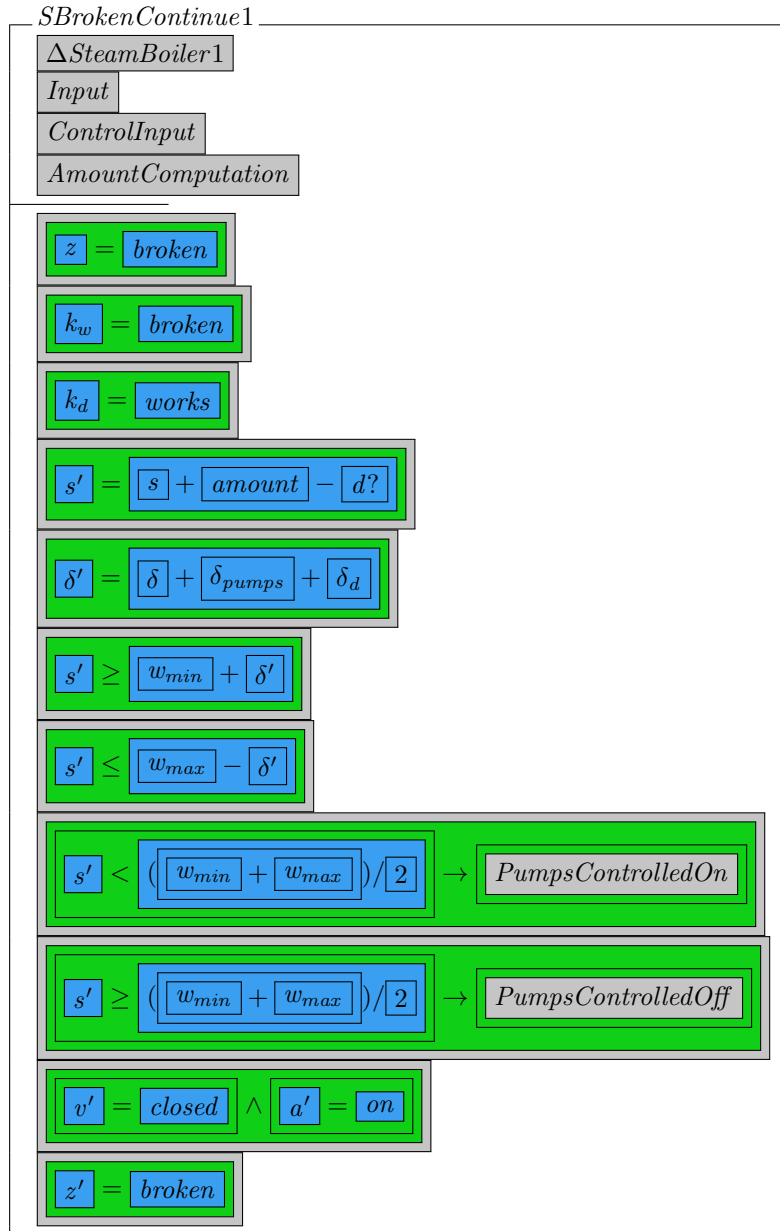 SBrokenContinue1
ΔSteamBoiler1
Input
ControlInput
AmountComputation
z = broken
k_w = broken
k_d = works
s′ = s + amount − d?
δ′ = δ + δ_pumps + δ_d
s′ ≥ w_min + δ′
s′ ≤ w_max − δ′
s′ < (w_min + w_max)/2 → PumpsControlledOn
s′ ≥ (w_min + w_max)/2 → PumpsControlledOff
v′ = closed ∧ a′ = on
z′ = broken